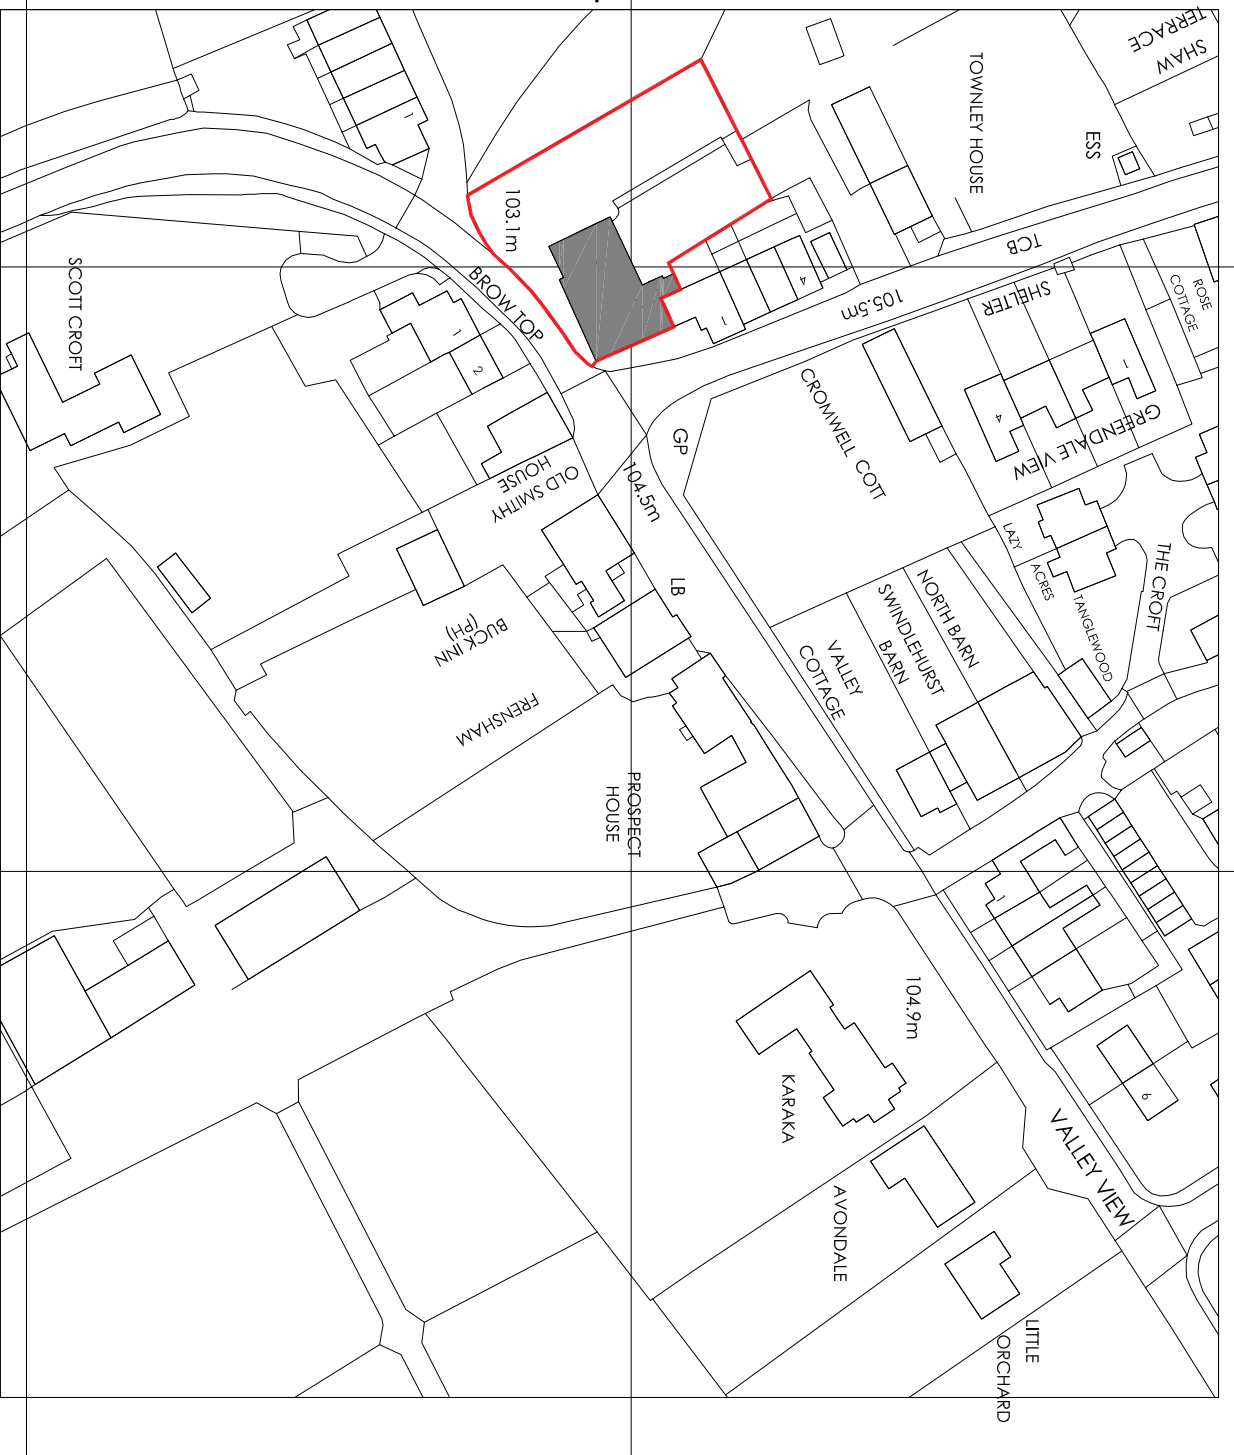 SHAW
TERRACE
TOWNLEY HOUSE
ESS
TCB
1
103.1m
4
1
105.5m
SHELTER
ROSE
COTTAGE
SCOTT CROFT
BROW TOP
1
2
1
4
GREENDALE VIEW
CROMWELL COTT
GP
104.5m
OLD SMITHY
HOUSE
LAZY
ACRES
TANGLEWOOD
THE CROFT
LB
NORTH BARN
SWINDLEHURST
BARN
VALLEY
COTTAGE
BUCK INN
(PH)
FRENSHAM
PROSPECT
HOUSE
1
104.9m
KARAKA
6
VALLEY VIEW
AVONDALE
LITTLE
ORCHARD